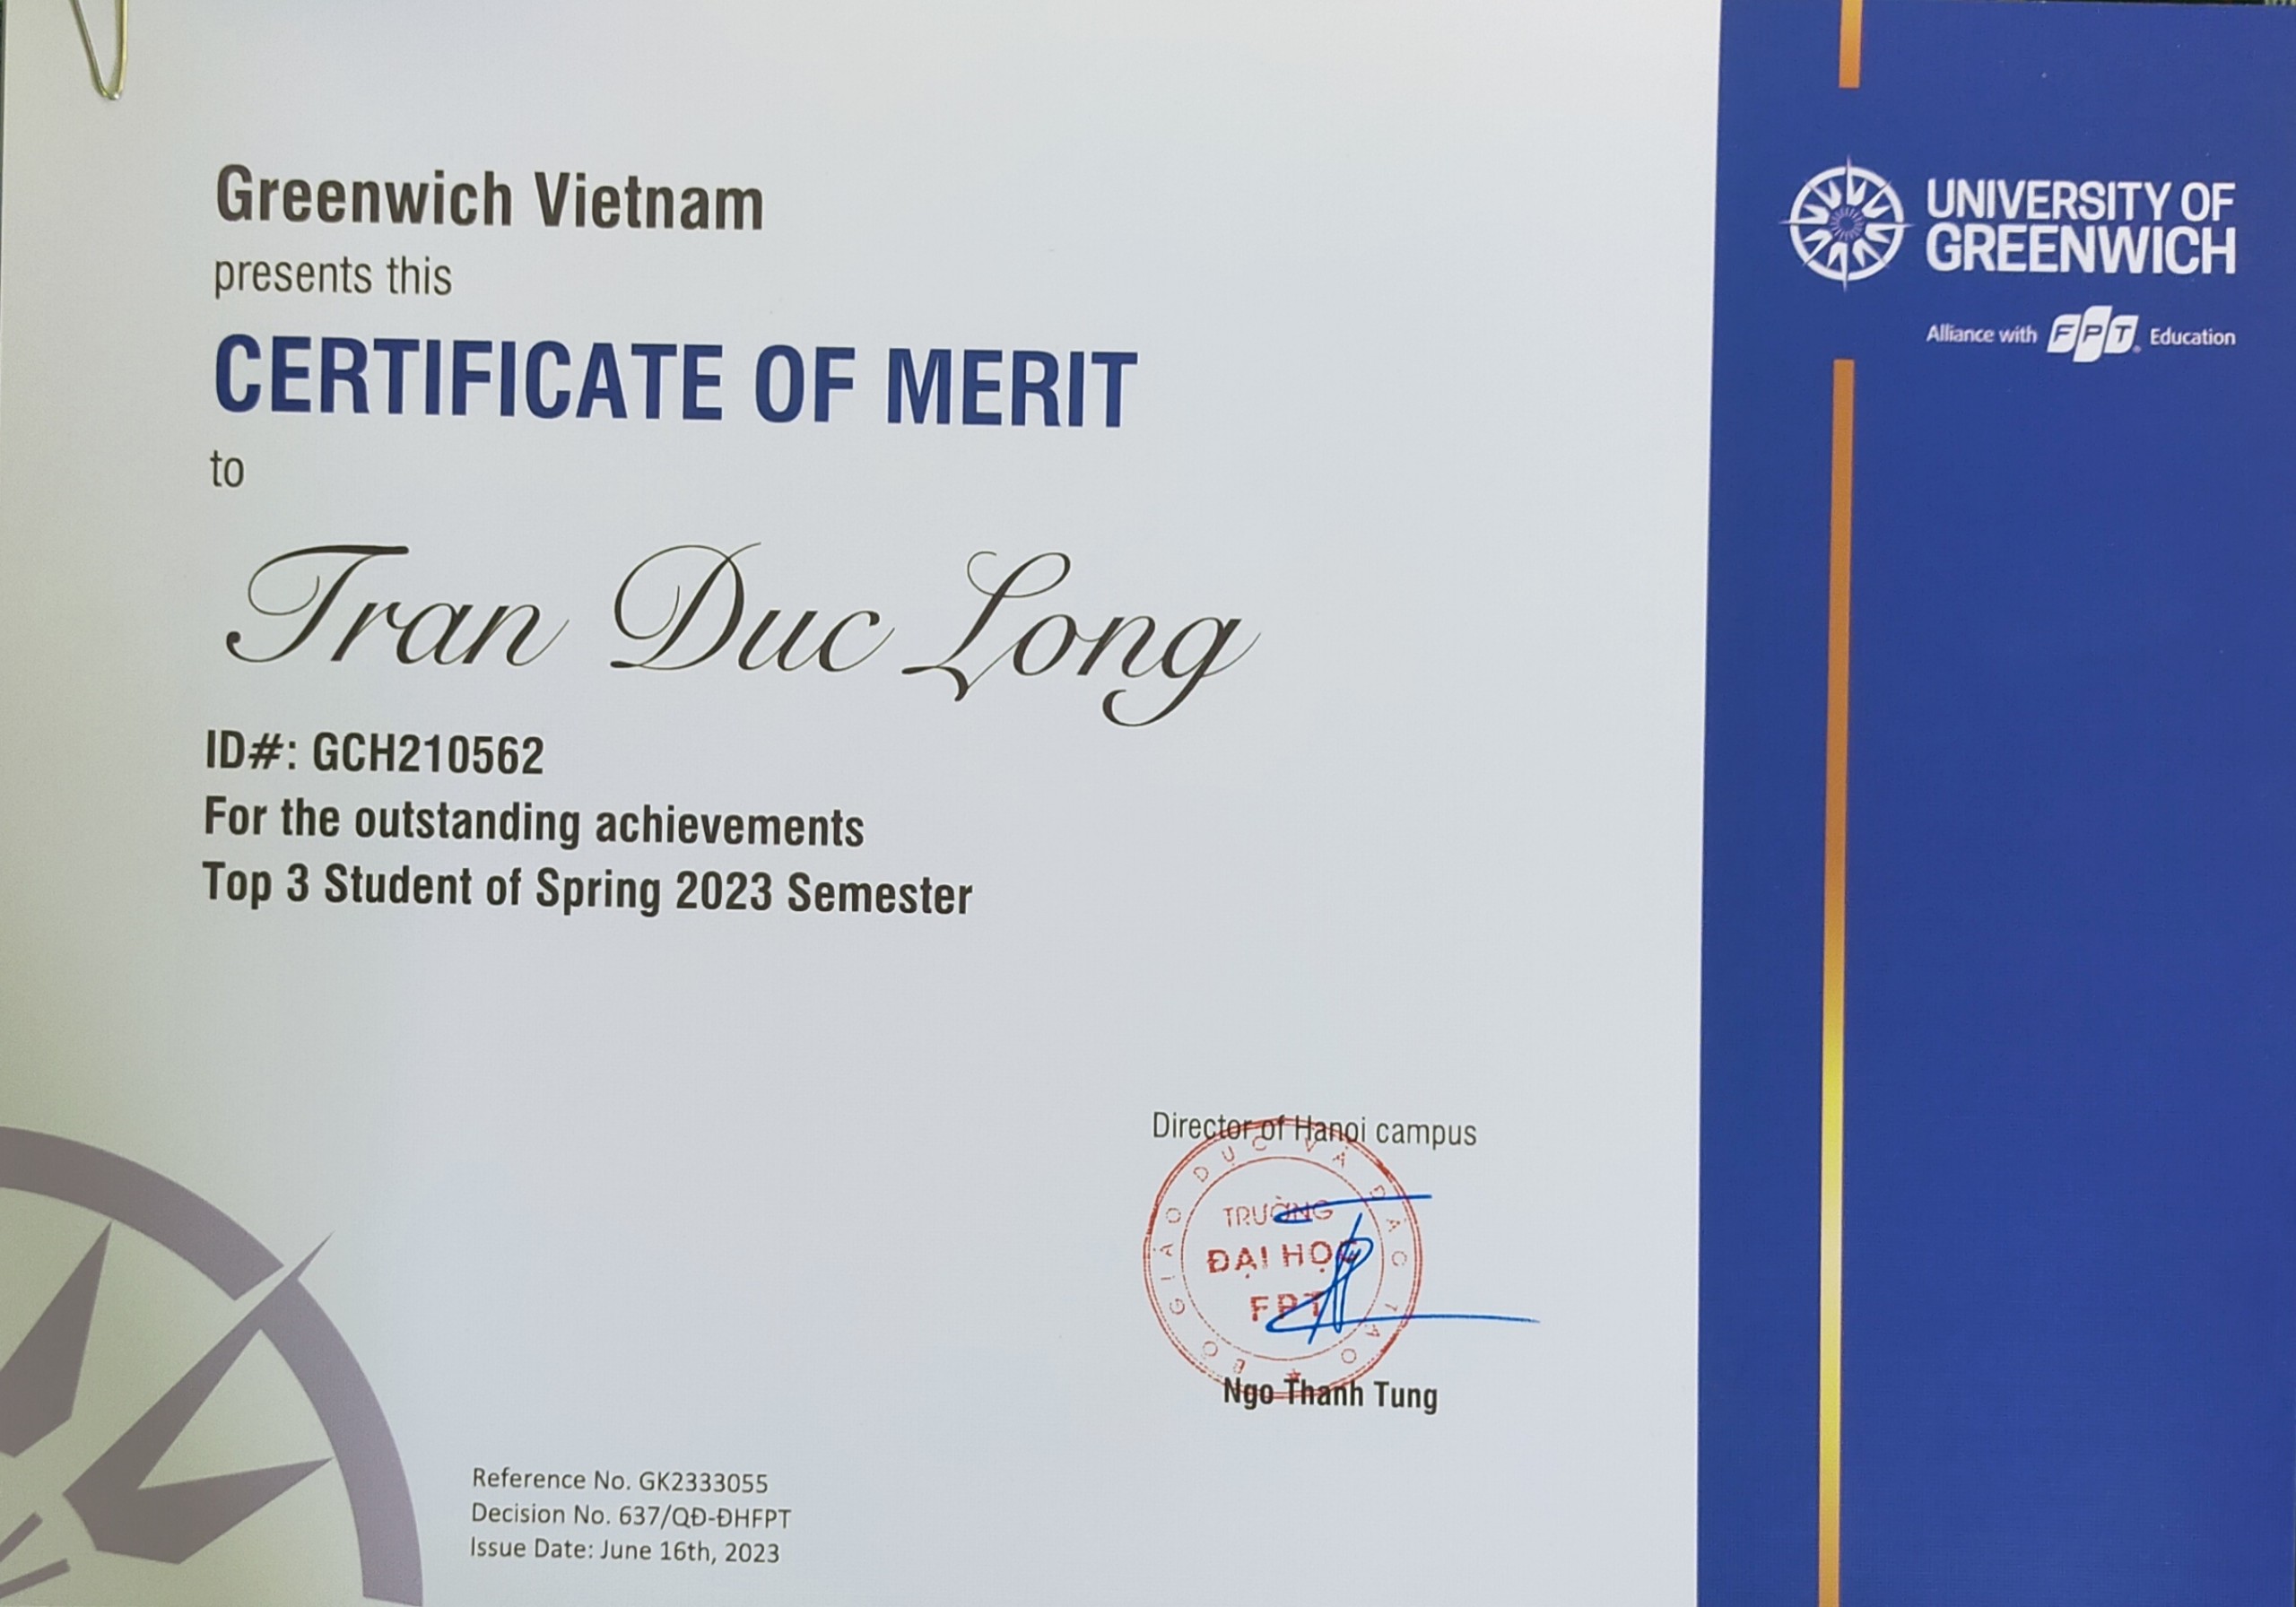 Greenwich Vietnam
presents this
CERTIFICATE OF MERIT
to
Tran Duc Long
ID#: GCH210562
For the outstanding achievements
Top 3 Student of Spring 2023 Semester
Director of Hanoi campus
BỘ GIÁO DỤC VÀ ĐÀO TẠO
TRƯỜNG
ĐẠI HỌC
FPT
Ngo Thanh Tung
Reference No. GK2333055
Decision No. 637/QĐ-ĐHFPT
Issue Date: June 16th, 2023
UNIVERSITY OF
GREENWICH
Alliance with FPT Education